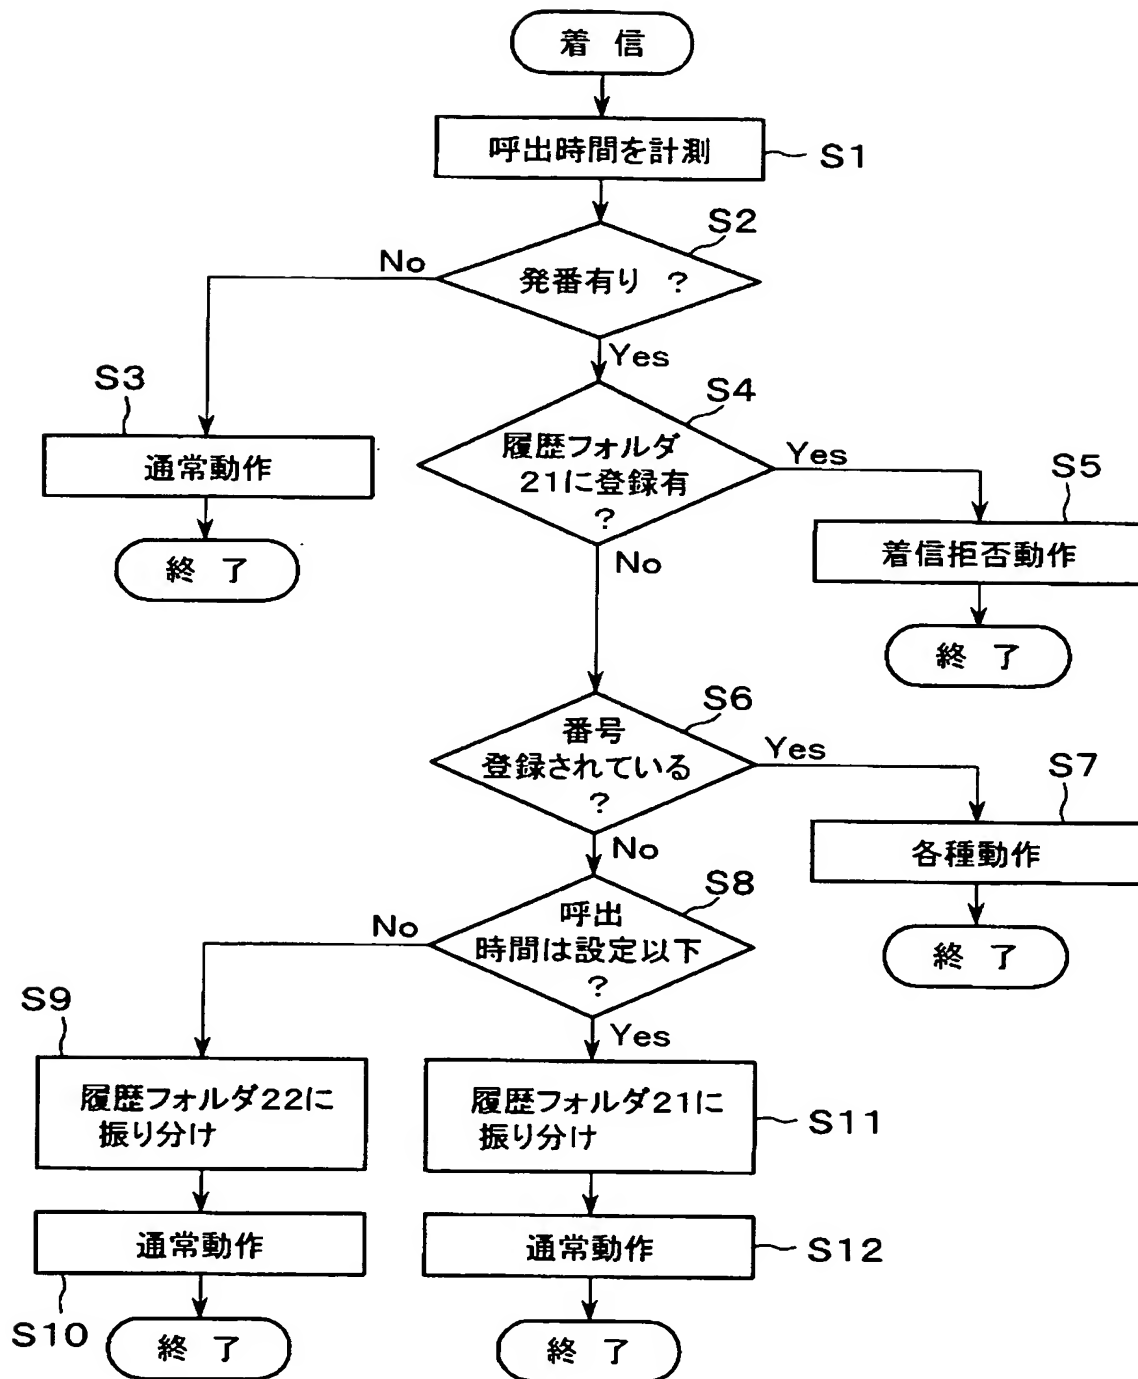 着 信
呼出時間を計測
S1
S2
発番有り ?
No
Yes
S3
通常動作
終 了
S4
履歴フォルダ
21に登録有
?
Yes
No
S5
着信拒否動作
終 了
S6
番号
登録されている
?
Yes
No
S7
各種動作
終 了
S8
呼出
時間は設定以下
?
No
Yes
S9
履歴フォルダ22に
振り分け
履歴フォルダ21に
振り分け
S11
通常動作
S10
終 了
通常動作
S12
終 了